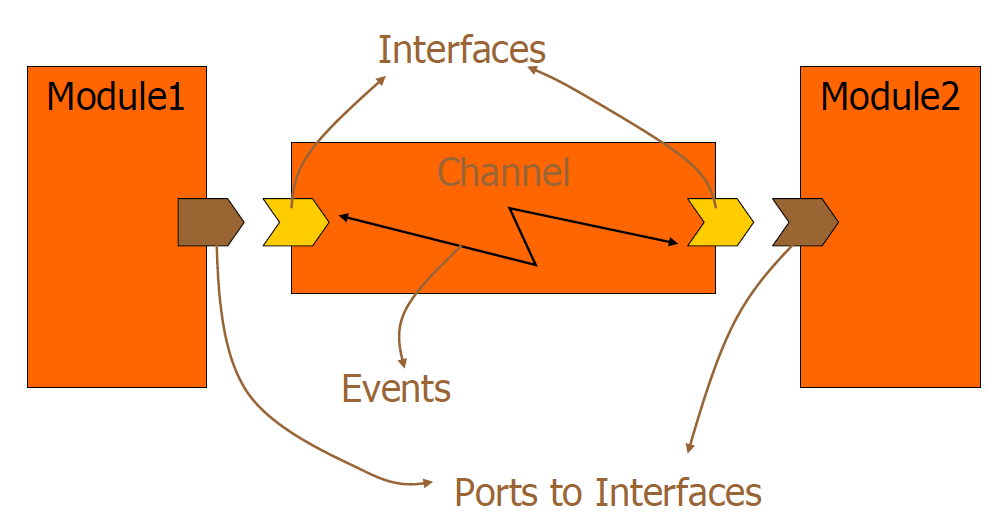 Interfaces
Module1
Module2
Channel
Events
Ports to Interfaces